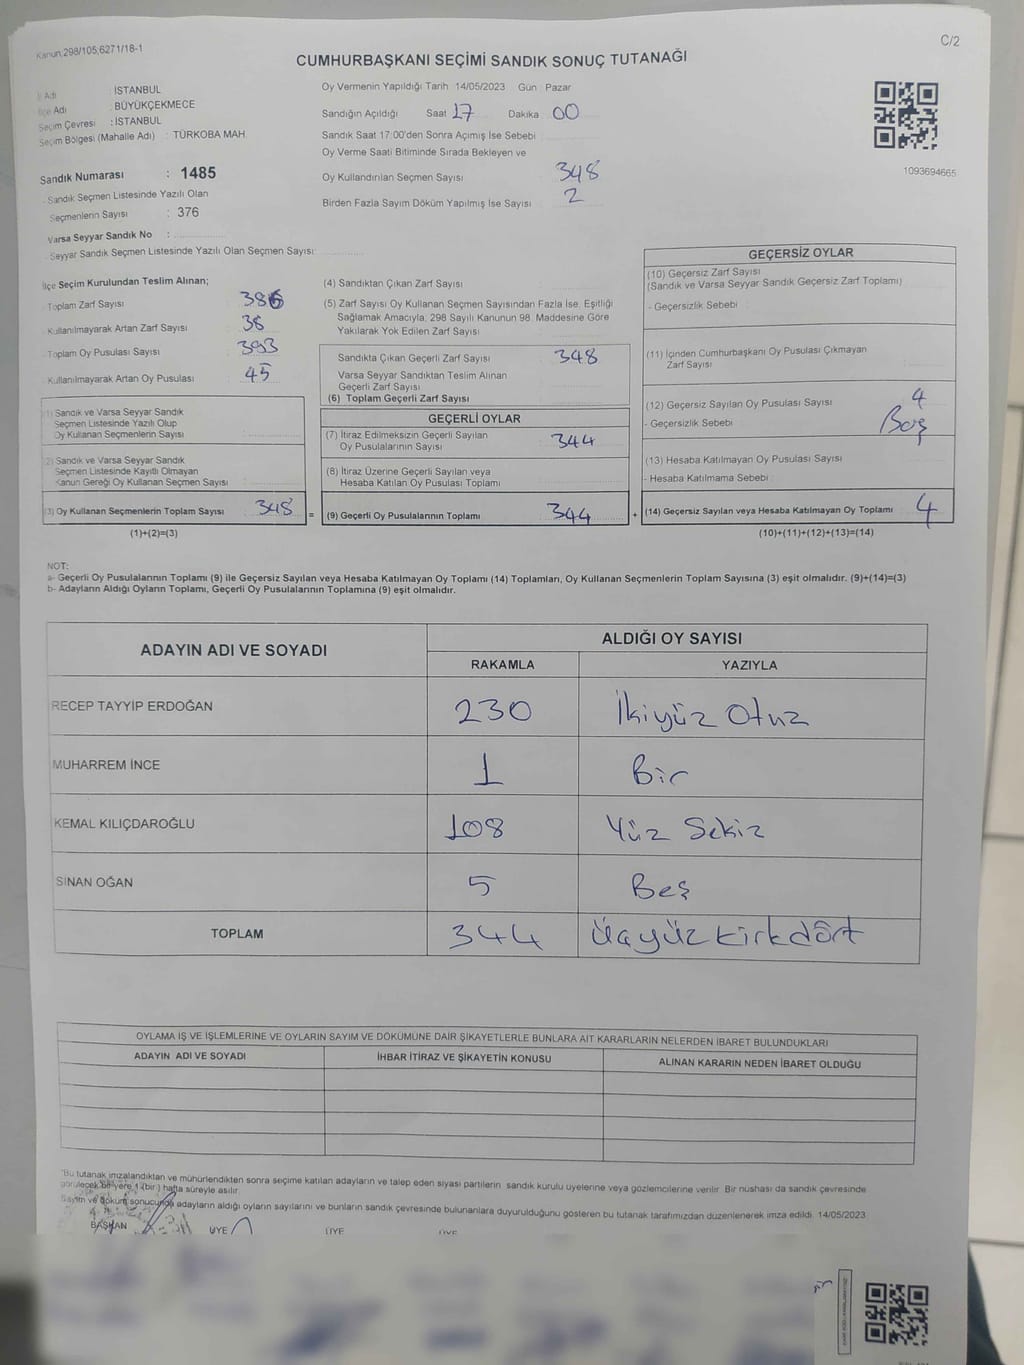 Kanun:298/105;6271/18-1
C/2
CUMHURBAŞKANI SEÇİMİ SANDIK SONUÇ TUTANAĞI
İl Adı : İSTANBUL
İlçe Adı : BÜYÜKÇEKMECE
Seçim Çevresi : İSTANBUL
Seçim Bölgesi (Mahalle Adı) : TÜRKOBA MAH.
Sandık Numarası : 1485
- Sandık Seçmen Listesinde Yazılı Olan
Seçmenlerin Sayısı : 376
Varsa Seyyar Sandık No :
- Seyyar Sandık Seçmen Listesinde Yazılı Olan Seçmen Sayısı:
Oy Vermenin Yapıldığı Tarih 14/05/2023 Gün : Pazar
Sandığın Açıldığı Saat 17 Dakika 00
Sandık Saat 17:00'den Sonra Açımış İse Sebebi
Oy Verme Saati Bitiminde Sırada Bekleyen ve
Oy Kullandırılan Seçmen Sayısı 348
Birden Fazla Sayım Döküm Yapılmış İse Sayısı 2
1093694665
İlçe Seçim Kurulundan Teslim Alınan;
- Toplam Zarf Sayısı 386
- Kullanılmayarak Artan Zarf Sayısı 38
- Toplam Oy Pusulası Sayısı 393
- Kullanılmayarak Artan Oy Pusulası 45
(1) Sandık ve Varsa Seyyar Sandık
Seçmen Listesinde Yazılı Olup
Oy Kullanan Seçmenlerin Sayısı
(2) Sandık ve Varsa Seyyar Sandık
Seçmen Listesinde Kayıtlı Olmayan
Kanun Gereği Oy Kullanan Seçmen Sayısı
(3) Oy Kullanan Seçmenlerin Toplam Sayısı 348
(1)+(2)=(3)
(4) Sandıktan Çıkan Zarf Sayısı
(5) Zarf Sayısı Oy Kullanan Seçmen Sayısından Fazla İse, Eşitliği
Sağlamak Amacıyla; 298 Sayılı Kanunun 98. Maddesine Göre
Yakılarak Yok Edilen Zarf Sayısı
Sandıkta Çıkan Geçerli Zarf Sayısı 348
Varsa Seyyar Sandıktan Teslim Alınan
Geçerli Zarf Sayısı
(6) Toplam Geçerli Zarf Sayısı
GEÇERLİ OYLAR
(7) İtiraz Edilmeksizin Geçerli Sayılan
Oy Pusulalarının Sayısı 344
(8) İtiraz Üzerine Geçerli Sayılan veya
Hesaba Katılan Oy Pusulası Toplamı
= (9) Geçerli Oy Pusulalarının Toplamı 344
GEÇERSİZ OYLAR
(10) Geçersiz Zarf Sayısı
(Sandık ve Varsa Seyyar Sandık Geçersiz Zarf Toplamı)
- Geçersizlik Sebebi
(11) İçinden Cumhurbaşkanı Oy Pusulası Çıkmayan
Zarf Sayısı
(12) Geçersiz Sayılan Oy Pusulası Sayısı 4
- Geçersizlik Sebebi Boş
(13) Hesaba Katılmayan Oy Pusulası Sayısı
- Hesaba Katılmama Sebebi
+ (14) Geçersiz Sayılan veya Hesaba Katılmayan Oy Toplamı 4
(10)+(11)+(12)+(13)=(14)
NOT:
a- Geçerli Oy Pusulalarının Toplamı (9) ile Geçersiz Sayılan veya Hesaba Katılmayan Oy Toplamı (14) Toplamları, Oy Kullanan Seçmenlerin Toplam Sayısına (3) eşit olmalıdır. (9)+(14)=(3)
b- Adayların Aldığı Oyların Toplamı, Geçerli Oy Pusulalarının Toplamına (9) eşit olmalıdır.
ADAYIN ADI VE SOYADI ALDIĞI OY SAYISI
RAKAMLA YAZIYLA
RECEP TAYYİP ERDOĞAN 230 İkiyüz Otuz
MUHARREM İNCE 1 Bir
KEMAL KILIÇDAROĞLU 108 Yüz Sekiz
SİNAN OĞAN 5 Beş
TOPLAM 344 Üçyüz kırk dört
OYLAMA İŞ VE İŞLEMLERİNE VE OYLARIN SAYIM VE DÖKÜMÜNE DAİR ŞİKAYETLERLE BUNLARA AİT KARARLARIN NELERDEN İBARET BULUNDUKLARI
ADAYIN ADI VE SOYADI İHBAR İTİRAZ VE ŞİKAYETİN KONUSU ALINAN KARARIN NEDEN İBARET OLDUĞU
"Bu tutanak imzalandıktan ve mühürlendikten sonra seçime katılan adayların ve talep eden siyasi partilerin sandık kurulu üyelerine veya gözlemcilerine verilir. Bir nüshası da sandık çevresinde
görülecek bir yere 1 (bir) hafta süreyle asılır.
Sayım ve döküm sonucunda adayların aldığı oyların sayılarını ve bunların sandık çevresinde bulunanlara duyurulduğunu gösteren bu tutanak tarafımızdan düzenlenerek imza edildi. 14/05/2023
BAŞKAN ÜYE ÜYE ÜYE